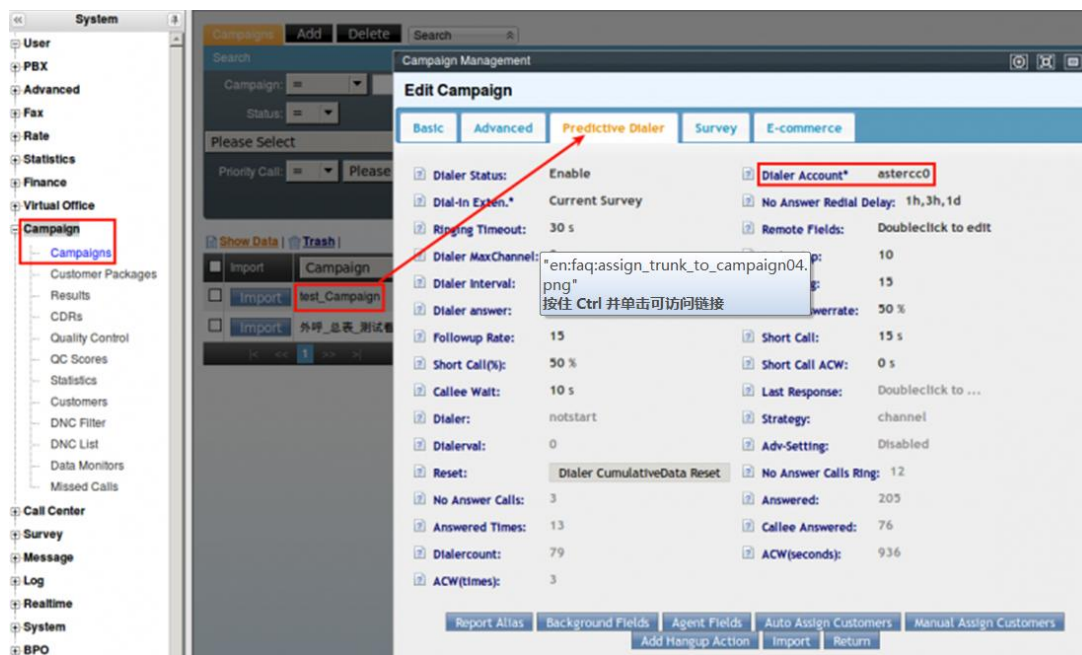 System
User
PBX
Advanced
Fax
Rate
Statistics
Finance
Virtual Office
Campaign
Campaigns
Customer Packages
Results
CDRs
Quality Control
QC Scores
Statistics
Customers
DNC Filter
DNC List
Data Monitors
Missed Calls
Call Center
Survey
Message
Log
Realtime
System
BPO
Campaigns Add Delete Search
Search
Campaign: =
Status: =
Please Select
Priority Call: = Please
Show Data | Trash |
Import Campaign
Import test_Campaign
Import 外呼_总表_测试
|< << 1 >> >|
Campaign Management
Edit Campaign
Basic Advanced Predictive Dialer Survey E-commerce
Dialer Status: Enable Dialer Account* astercc0
Dial-in Exten.* Current Survey No Answer Redial Delay: 1h,3h,1d
Ringing Timeout: 30 s Remote Fields: Doubleclick to edit
Dialer MaxChannel: 10
Dialer Interval: 15
Dialer answer: 50 %
"en:faq:assign_trunk_to_campaign04.
png"
按住 Ctrl 并单击可访问链接
Followup Rate: 15 Short Call: 15 s
Short Call(%): 50 % Short Call ACW: 0 s
Callee Wait: 10 s Last Response: Doubleclick to ...
Dialer: notstart Strategy: channel
Dialerval: 0 Adv-Setting: Disabled
Reset: Dialer CumulativeData Reset No Answer Calls Ring: 12
No Answer Calls: 3 Answered: 205
Answered Times: 13 Callee Answered: 76
Dialercount: 79 ACW(seconds): 936
ACW(times): 3
Report Alias Background Fields Agent Fields Auto Assign Customers Manual Assign Customers
Add Hangup Action Import Return